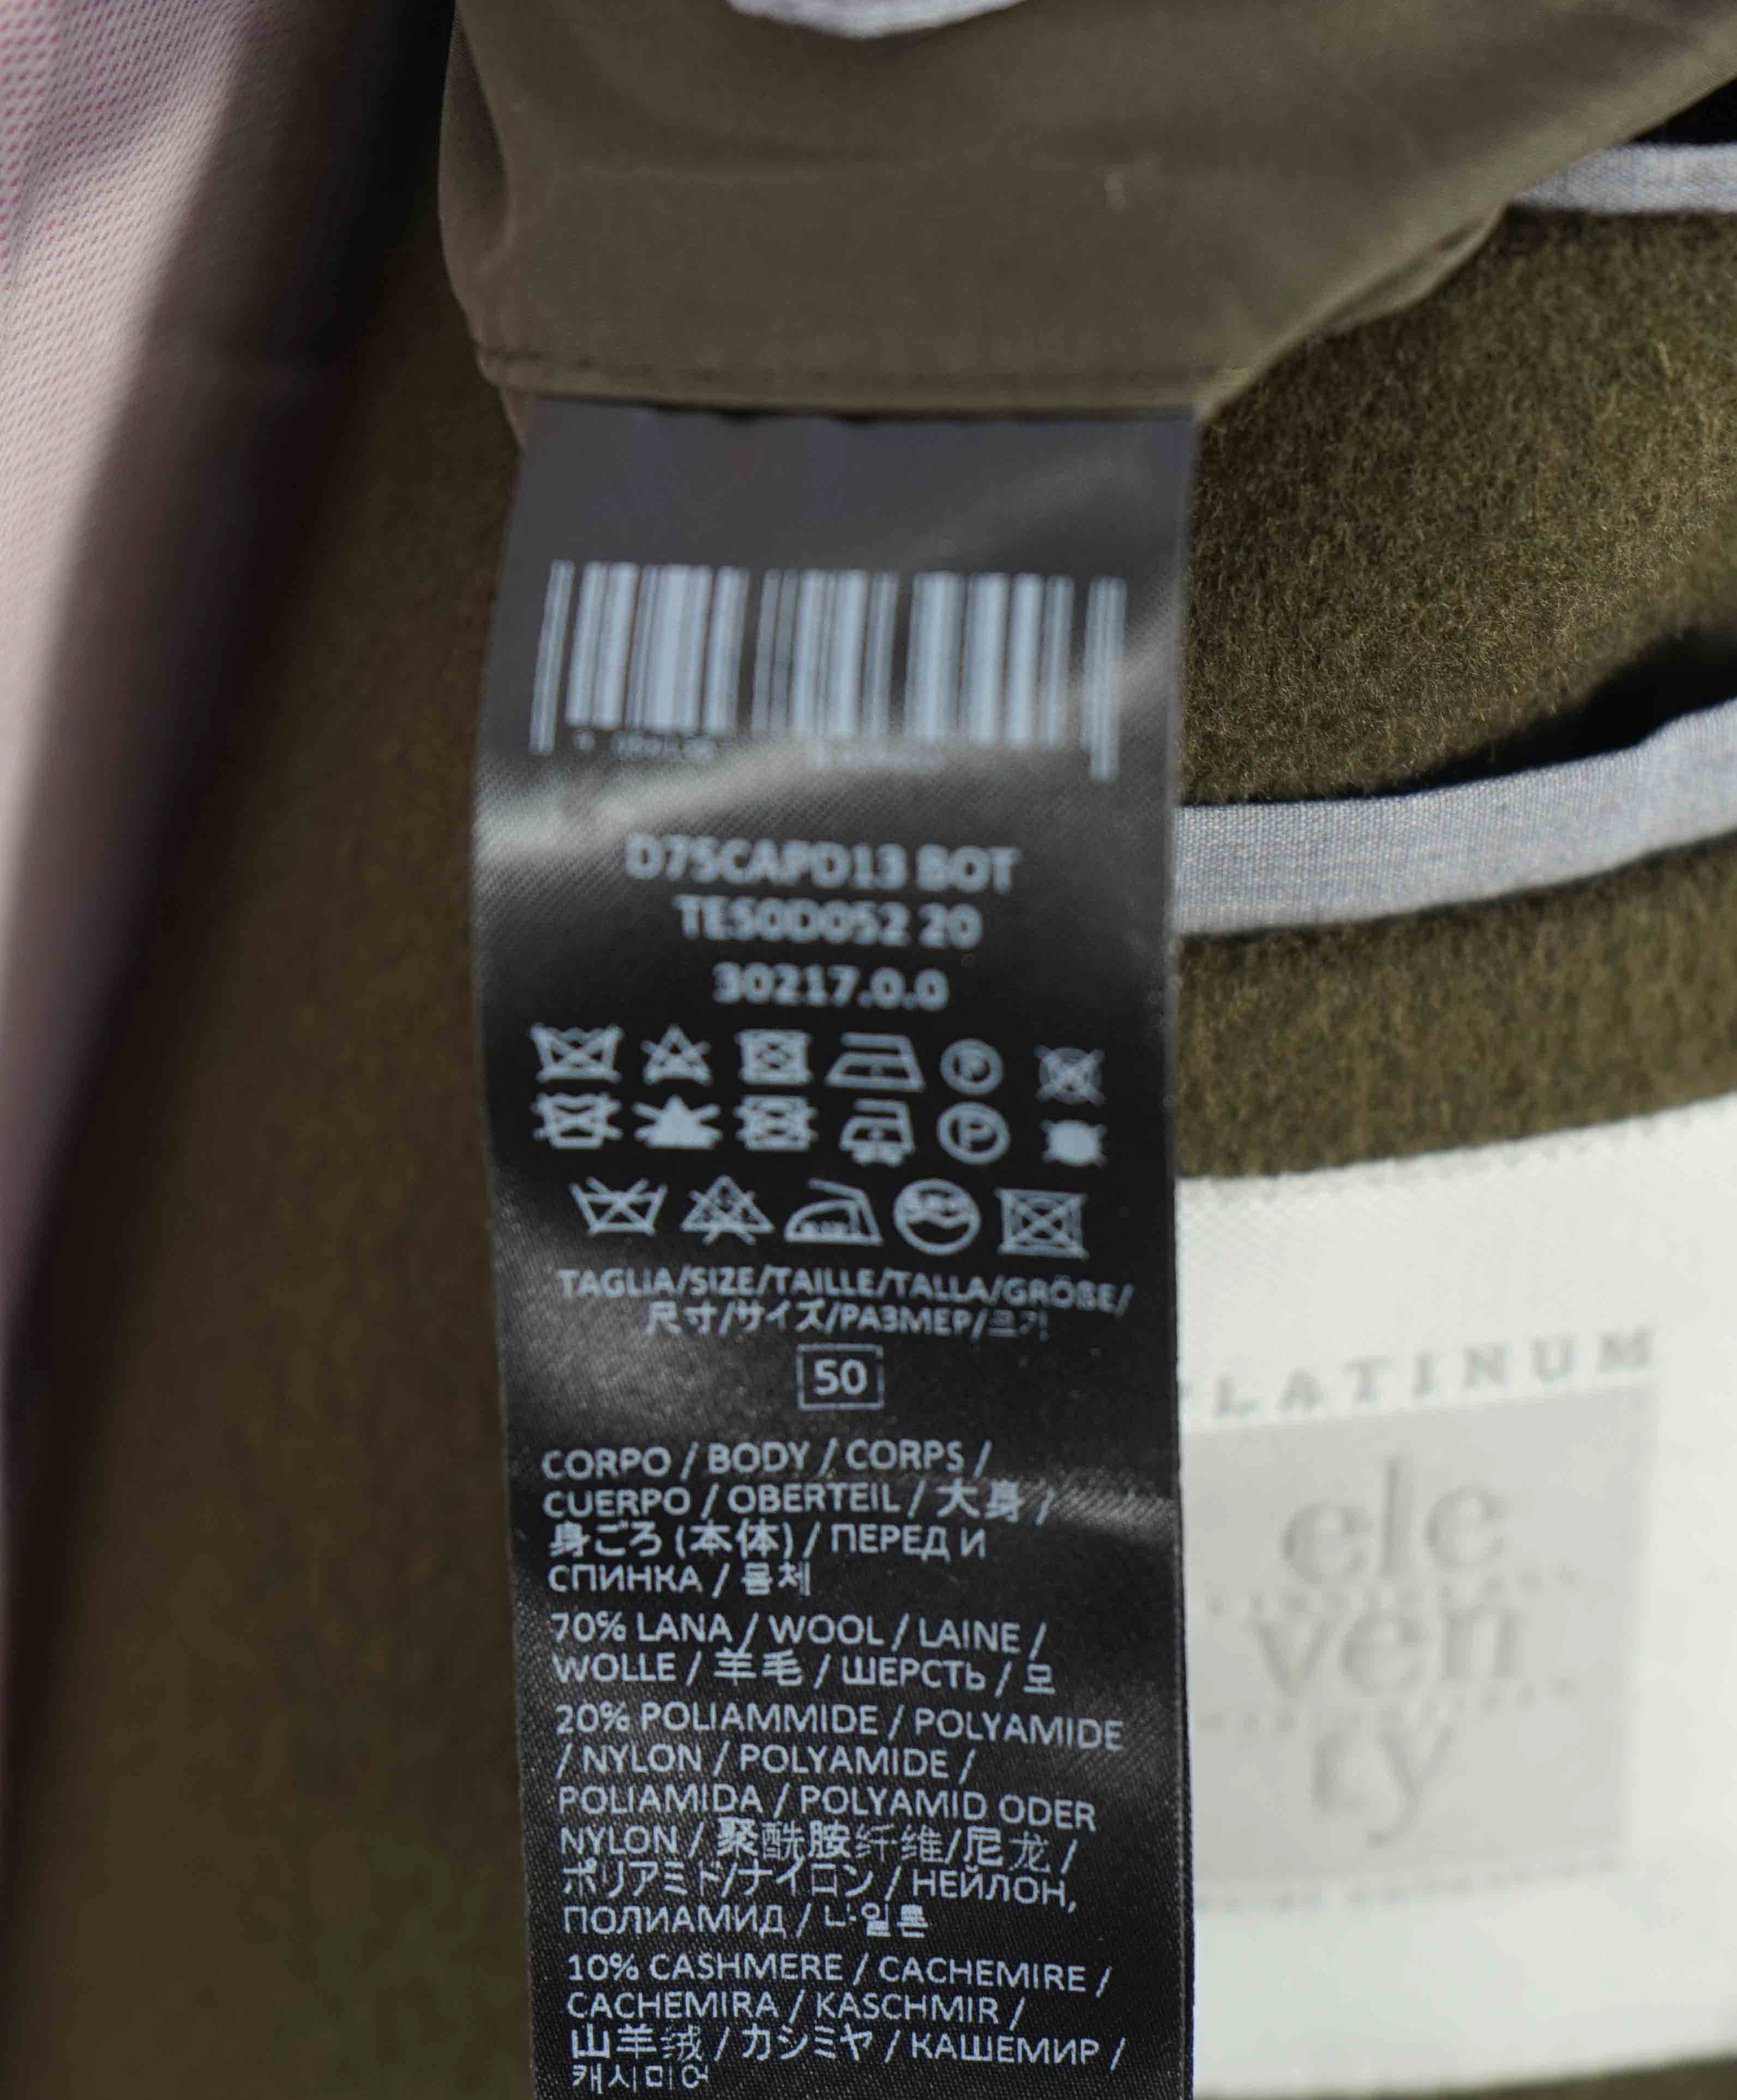 D75CAPD13 BOT
TES0D052 20
30217.0.0
TAGLIA/SIZE/TAILLE/TALLA/GRÖßE/
尺寸/サイズ/РАЗМЕР/크기
50
CORPO / BODY / CORPS /
CUERPO / OBERTEIL / 大身 /
身ごろ (本体) / ПЕРЕД И
СПИНКА / 몸체
70% LANA / WOOL / LAINE /
WOLLE / 羊毛 / ШЕРСТЬ / 모
20% POLIAMMIDE / POLYAMIDE
/ NYLON / POLYAMIDE /
POLIAMIDA / POLYAMID ODER
NYLON / 聚酰胺纤维/尼龙 /
ポリアミド/ナイロン / НЕЙЛОН,
ПОЛИАМИД / 나일론
10% CASHMERE / CACHEMIRE /
CACHEMIRA / KASCHMIR /
山羊绒 / カシミヤ / КАШЕМИР /
캐시미어
PLATINUM
ele
ven
ty